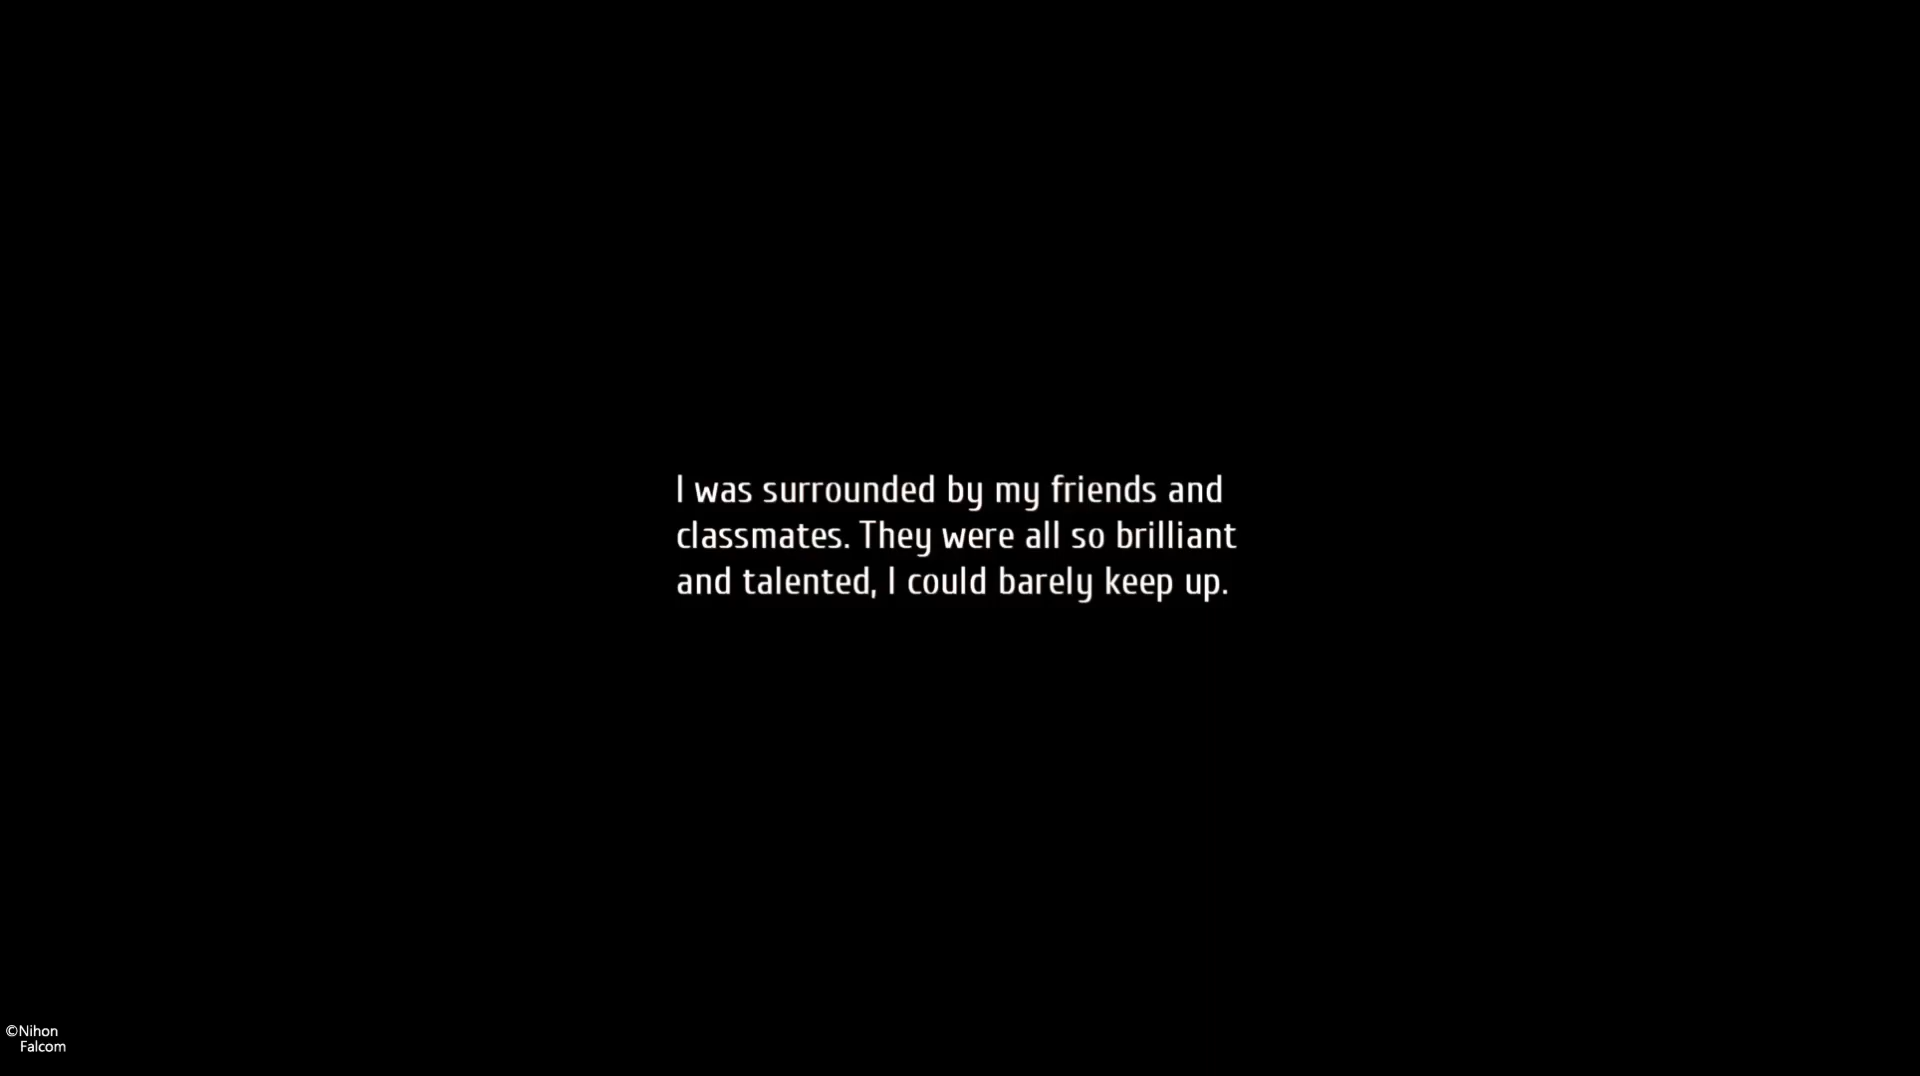 I was surrounded by my friends and
classmates. They were all so brilliant
and talented, I could barely keep up.
©Nihon
Falcom